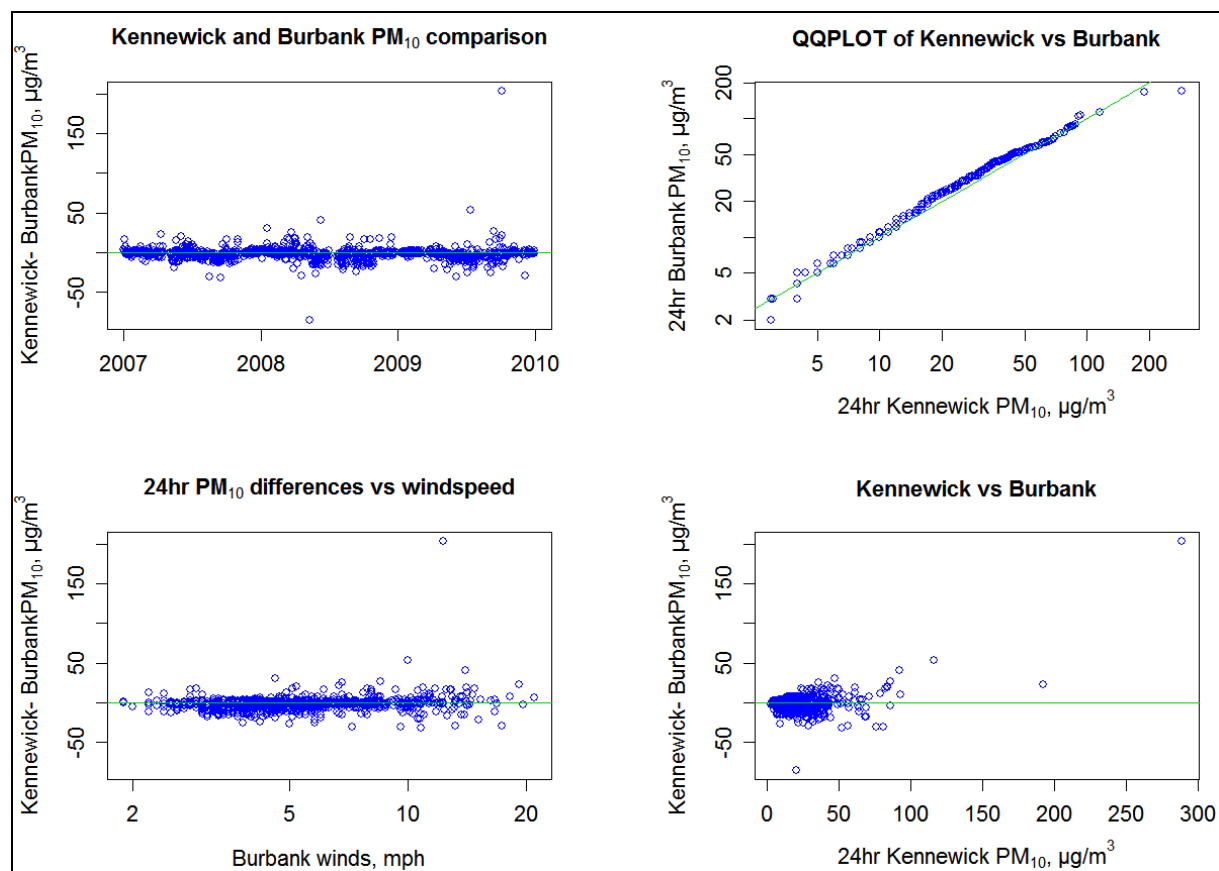 Kennewick and Burbank PM₁₀ comparison
Kennewick- BurbankPM₁₀, µg/m³
150
50
-50
2007 2008 2009 2010
QQPLOT of Kennewick vs Burbank
24hr Burbank PM₁₀, µg/m³
200
50
20
5
2
5 10 20 50 100 200
24hr Kennewick PM₁₀, µg/m³
24hr PM₁₀ differences vs windspeed
Kennewick- BurbankPM₁₀, µg/m³
150
50
-50
2 5 10 20
Burbank winds, mph
Kennewick vs Burbank
Kennewick- BurbankPM₁₀, µg/m³
150
50
-50
0 50 100 150 200 250 300
24hr Kennewick PM₁₀, µg/m³